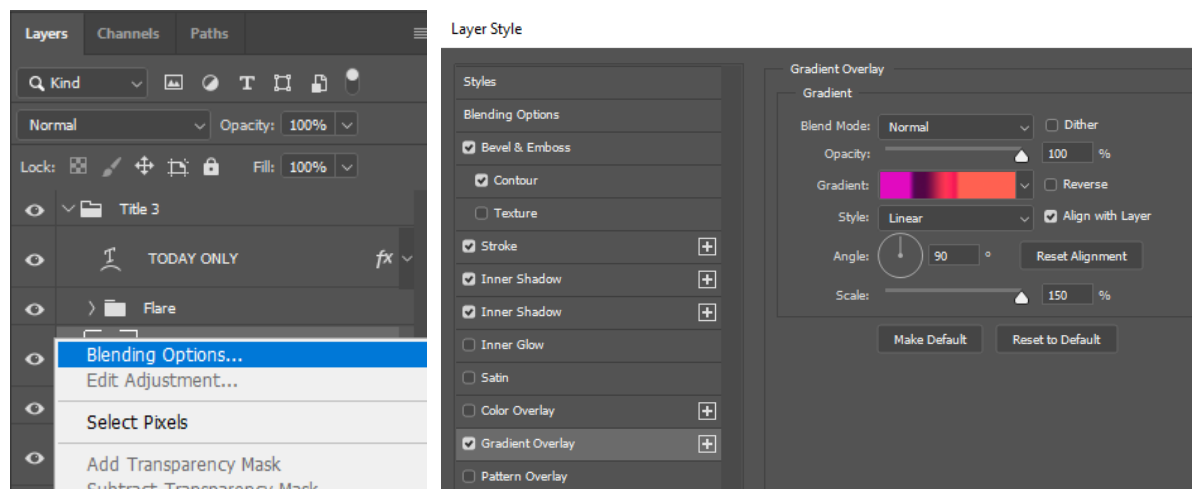 Layers Channels Paths
Kind
Normal Opacity: 100%
Lock: Fill: 100%
Title 3
TODAY ONLY fx
Flare
Blending Options...
Edit Adjustment...
Select Pixels
Add Transparency Mask
Subtract Transparency Mask
Layer Style
Styles
Blending Options
Bevel & Emboss
Contour
Texture
Stroke
Inner Shadow
Inner Shadow
Inner Glow
Satin
Color Overlay
Gradient Overlay
Pattern Overlay
Gradient Overlay
Gradient
Blend Mode: Normal Dither
Opacity: 100 %
Gradient: Reverse
Style: Linear Align with Layer
Angle: 90 ° Reset Alignment
Scale: 150 %
Make Default Reset to Default